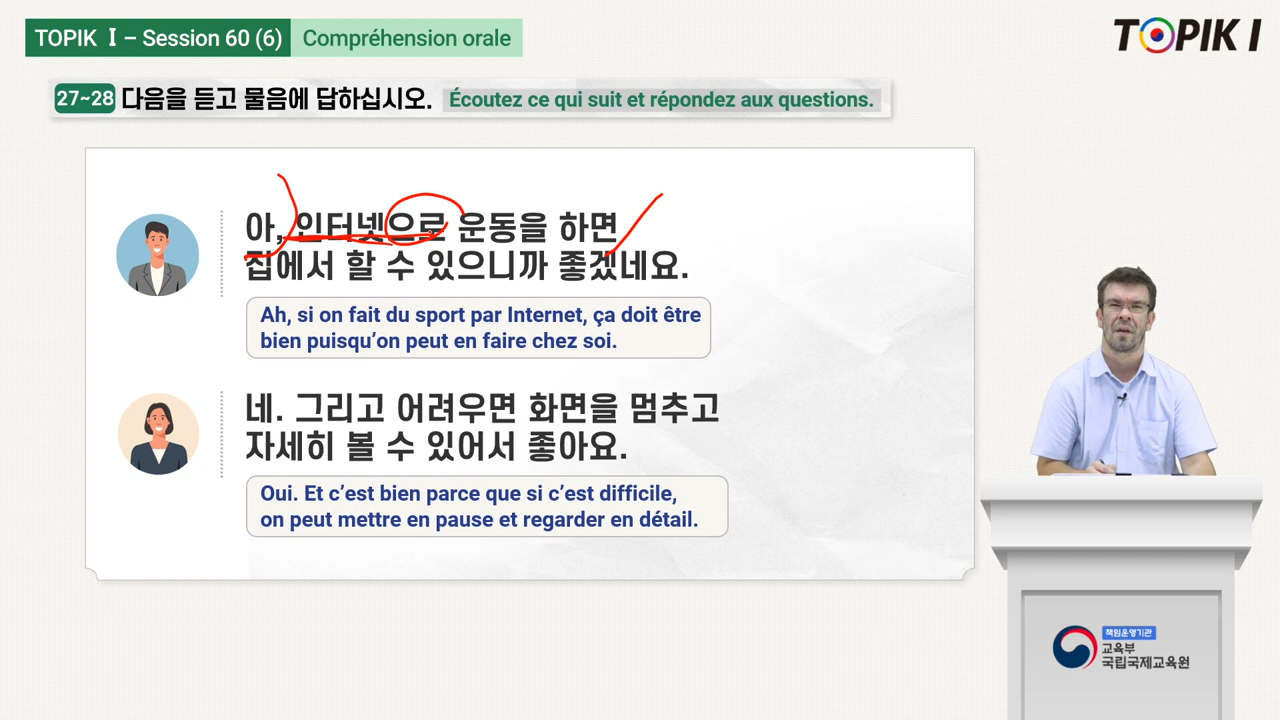 TOPIK I – Session 60 (6) Compréhension orale
TOPIK I
27~28 다음을 듣고 물음에 답하십시오. Écoutez ce qui suit et répondez aux questions.
아, 인터넷으로 운동을 하면
집에서 할 수 있으니까 좋겠네요.
Ah, si on fait du sport par Internet, ça doit être
bien puisqu'on peut en faire chez soi.
네. 그리고 어려우면 화면을 멈추고
자세히 볼 수 있어서 좋아요.
Oui. Et c'est bien parce que si c'est difficile,
on peut mettre en pause et regarder en détail.
책임운영기관
교육부
국립국제교육원